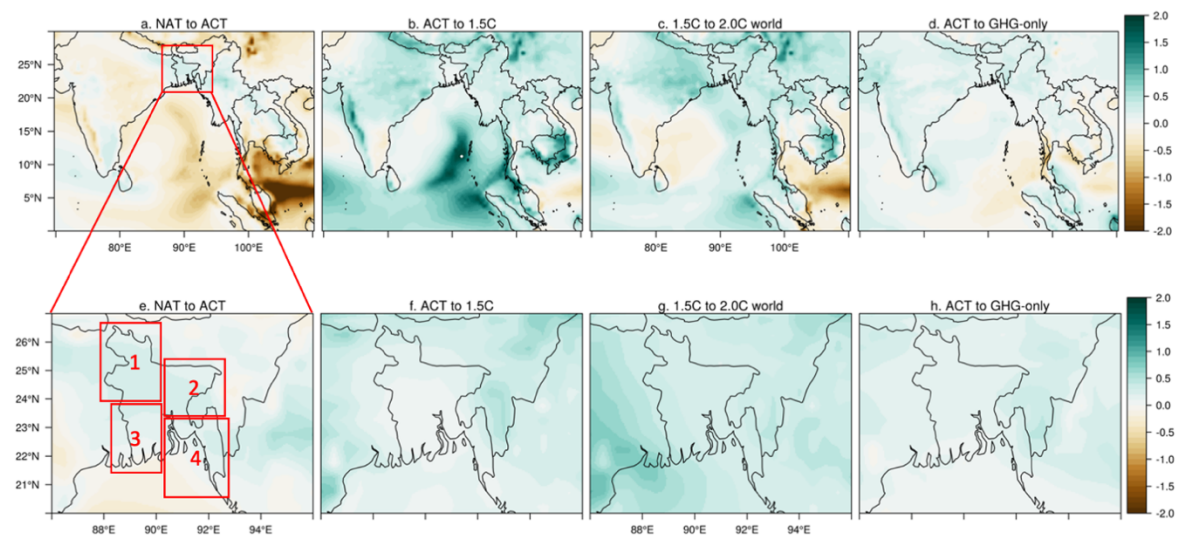 a. NAT to ACT
b. ACT to 1.5C
c. 1.5C to 2.0C world
d. ACT to GHG-only
25°N
20°N
15°N
10°N
5°N
80°E 90°E 100°E
80°E 90°E 100°E
2.0
1.5
1.0
0.5
0.0
-0.5
-1.0
-1.5
-2.0
e. NAT to ACT
f. ACT to 1.5C
g. 1.5C to 2.0C world
h. ACT to GHG-only
26°N
25°N
24°N
23°N
22°N
21°N
1
2
3
4
88°E 90°E 92°E 94°E
88°E 90°E 92°E 94°E
2.0
1.5
1.0
0.5
0.0
-0.5
-1.0
-1.5
-2.0